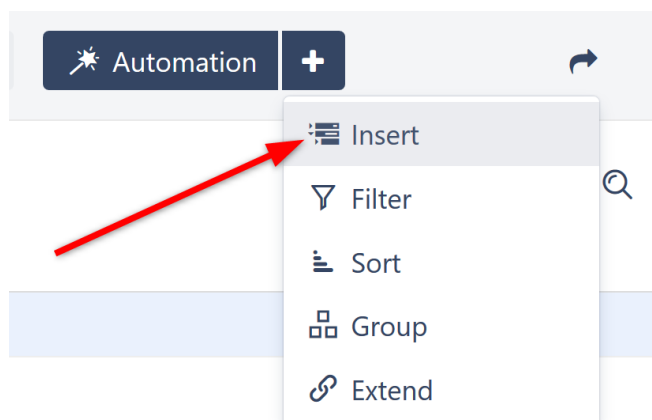 Automation
Insert
Filter
Sort
Group
Extend